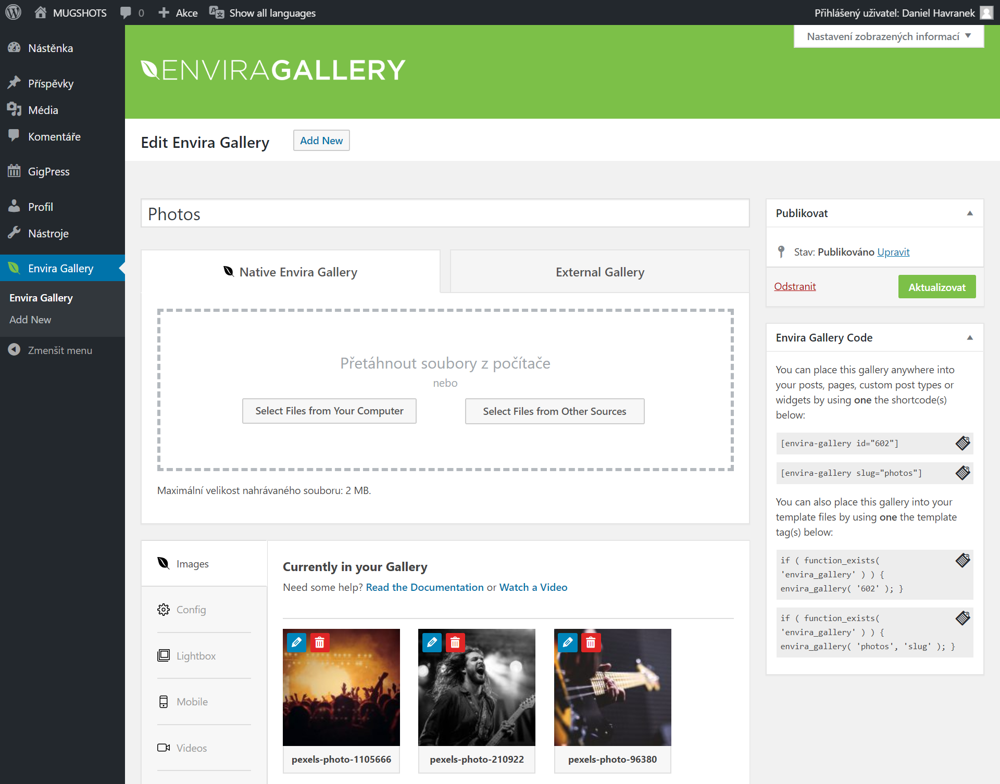 MUGSHOTS
0
Akce
Show all languages
Přihlášený uživatel: Daniel Havranek
Nástěnka
Příspěvky
Média
Komentáře
GigPress
Profil
Nástroje
Envira Gallery
Envira Gallery
Add New
Zmenšit menu
Nastavení zobrazených informací
ENVIRAGALLERY
Edit Envira Gallery
Add New
Photos
Native Envira Gallery
External Gallery
Přetáhnout soubory z počítače
nebo
Select Files from Your Computer
Select Files from Other Sources
Maximální velikost nahrávaného souboru: 2 MB.
Images
Config
Lightbox
Mobile
Videos
Currently in your Gallery
Need some help? Read the Documentation or Watch a Video
pexels-photo-1105666
pexels-photo-210922
pexels-photo-96380
Publikovat
Stav: Publikováno Upravit
Odstranit
Aktualizovat
Envira Gallery Code
You can place this gallery anywhere into
your posts, pages, custom post types or
widgets by using one the shortcode(s)
below:
[envira-gallery id="602"]
[envira-gallery slug="photos"]
You can also place this gallery into your
template files by using one the template
tag(s) below:
if ( function_exists(
'envira_gallery' ) ) {
envira_gallery( '602' ); }
if ( function_exists(
'envira_gallery' ) ) {
envira_gallery( 'photos', 'slug' ); }